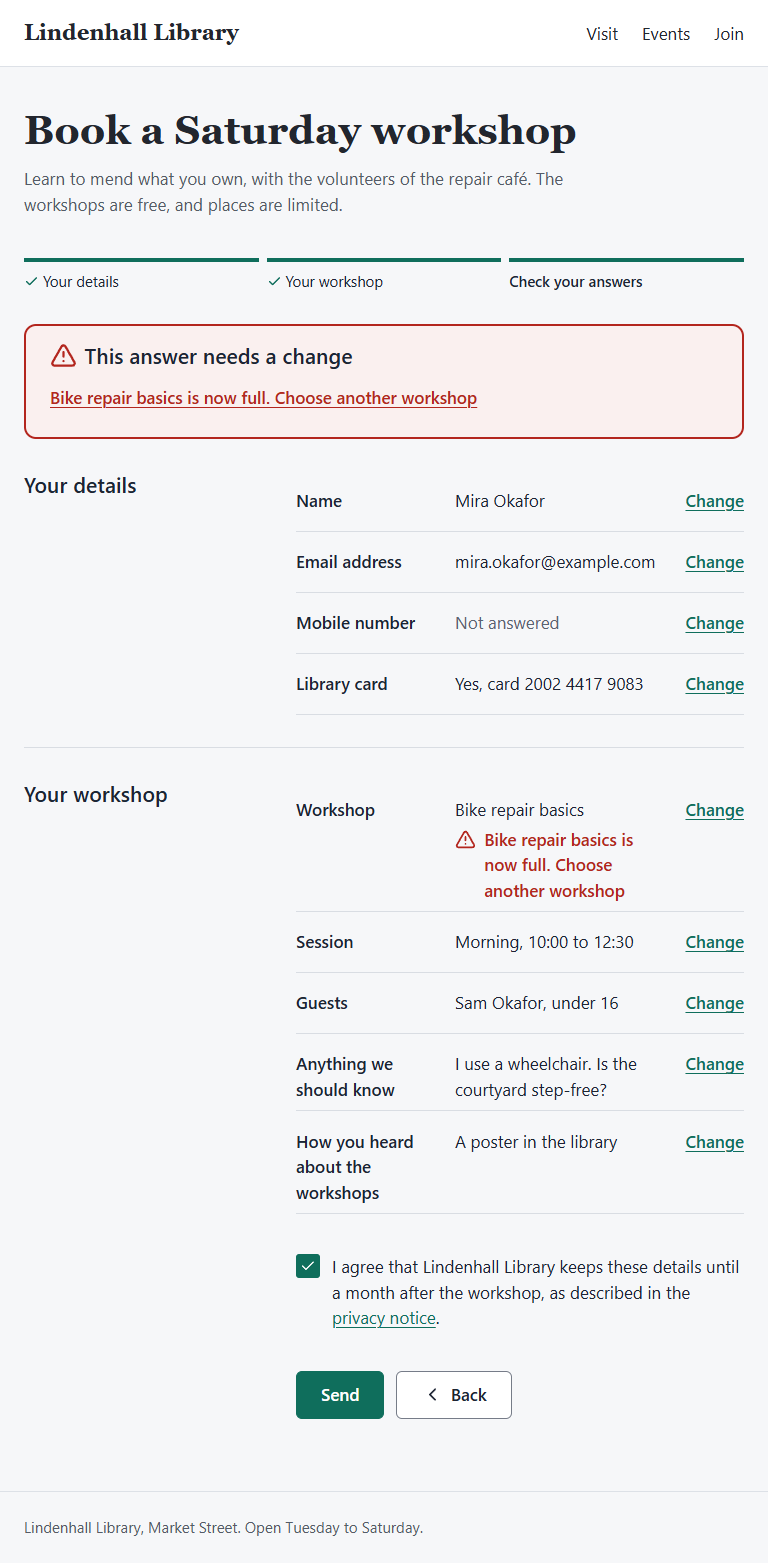 Lindenhall Library
Visit Events Join
Book a Saturday workshop
Learn to mend what you own, with the volunteers of the repair café. The
workshops are free, and places are limited.
Your details
Your workshop
Check your answers
This answer needs a change
Bike repair basics is now full. Choose another workshop
Your details
Name Mira Okafor Change
Email address mira.okafor@example.com Change
Mobile number Not answered Change
Library card Yes, card 2002 4417 9083 Change
Your workshop
Workshop Bike repair basics Change
Bike repair basics is
now full. Choose
another workshop
Session Morning, 10:00 to 12:30 Change
Guests Sam Okafor, under 16 Change
Anything we
should know
I use a wheelchair. Is the
courtyard step-free?
Change
How you heard
about the
workshops
A poster in the library
Change
I agree that Lindenhall Library keeps these details until
a month after the workshop, as described in the
privacy notice.
Send
Back
Lindenhall Library, Market Street. Open Tuesday to Saturday.